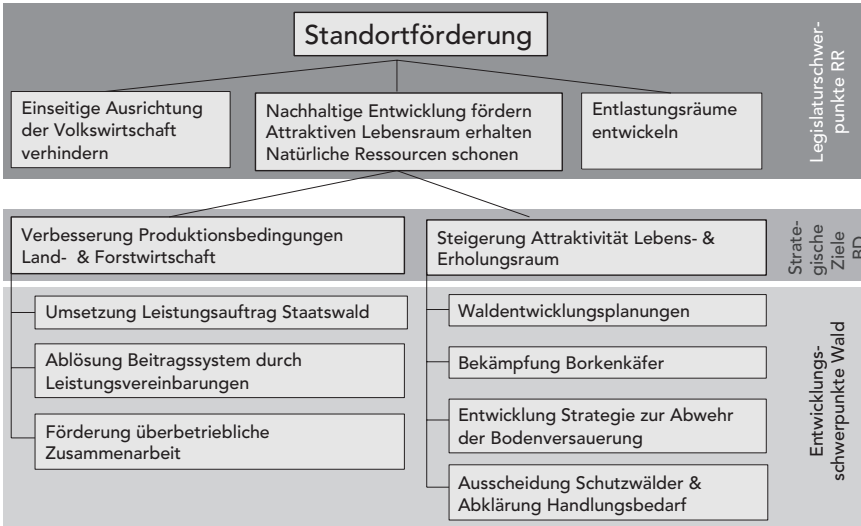 Standortförderung
Einseitige Ausrichtung
der Volkswirtschaft
verhindern
Nachhaltige Entwicklung fördern
Attraktiven Lebensraum erhalten
Natürliche Ressourcen schonen
Entlastungsräume
entwickeln
Legislaturschwer-
punkte RR
Verbesserung Produktionsbedingungen
Land- & Forstwirtschaft
Steigerung Attraktivität Lebens- &
Erholungsraum
Strate-
gische
Ziele
BD
Umsetzung Leistungsauftrag Staatswald
Ablösung Beitragssystem durch
Leistungsvereinbarungen
Förderung überbetriebliche
Zusammenarbeit
Waldentwicklungsplanungen
Bekämpfung Borkenkäfer
Entwicklung Strategie zur Abwehr
der Bodenversauerung
Ausscheidung Schutzwälder &
Abklärung Handlungsbedarf
Entwicklungs-
schwerpunkte Wald